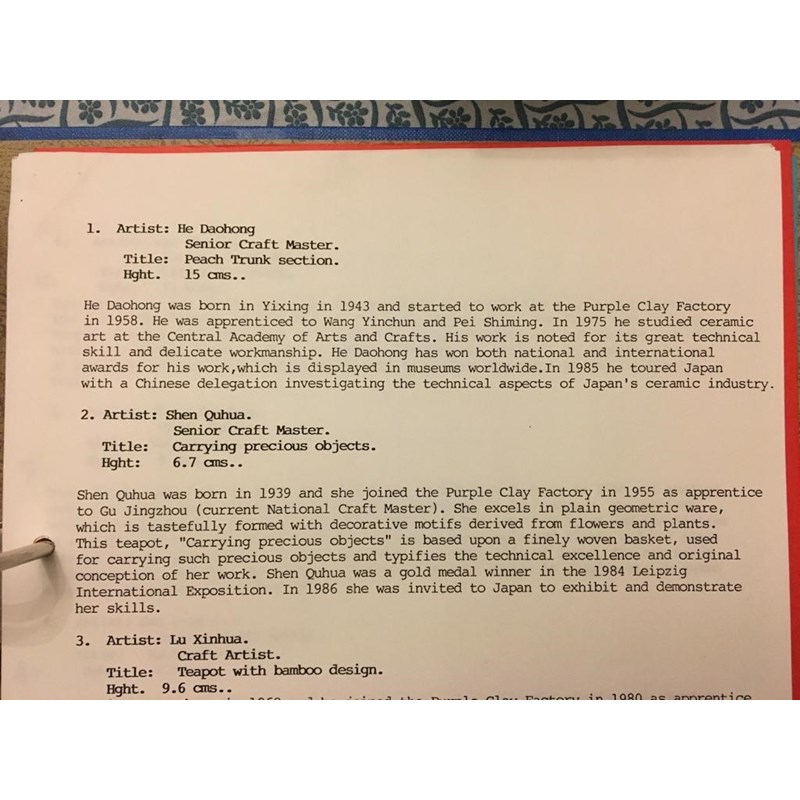 1. Artist: He Daohong
Senior Craft Master.
Title: Peach Trunk section.
Hght. 15 cms..
He Daohong was born in Yixing in 1943 and started to work at the Purple Clay Factory
in 1958. He was apprenticed to Wang Yinchun and Pei Shiming. In 1975 he studied ceramic
art at the Central Academy of Arts and Crafts. His work is noted for its great technical
skill and delicate workmanship. He Daohong has won both national and international
awards for his work,which is displayed in museums worldwide.In 1985 he toured Japan
with a Chinese delegation investigating the technical aspects of Japan's ceramic industry.
2. Artist: Shen Quhua.
Senior Craft Master.
Title: Carrying precious objects.
Hght: 6.7 cms..
Shen Quhua was born in 1939 and she joined the Purple Clay Factory in 1955 as apprentice
to Gu Jingzhou (current National Craft Master). She excels in plain geometric ware,
which is tastefully formed with decorative motifs derived from flowers and plants.
This teapot, "Carrying precious objects" is based upon a finely woven basket, used
for carrying such precious objects and typifies the technical excellence and original
conception of her work. Shen Quhua was a gold medal winner in the 1984 Leipzig
International Exposition. In 1986 she was invited to Japan to exhibit and demonstrate
her skills.
3. Artist: Lu Xinhua.
Craft Artist.
Title: Teapot with bamboo design.
Hght. 9.6 cms..
joined the Purple Clay Factory in 1980 as apprentice